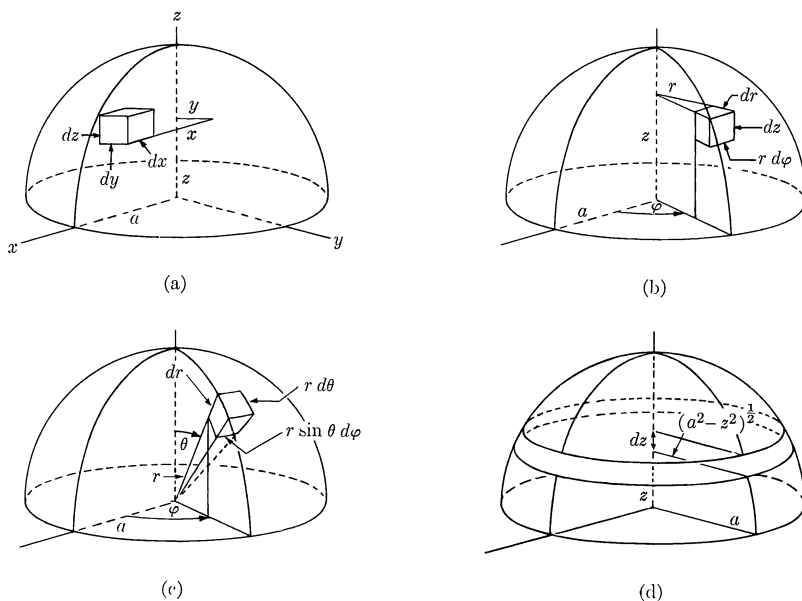 z
y
dz
x
dx
dy
z
a
x
y
(a)
r
dr
z
dz
r dφ
a
φ
(b)
dr
r dθ
θ
r sin θ dφ
r
φ
a
(c)
(a² − z²)^{1/2}
dz
z
a
(d)